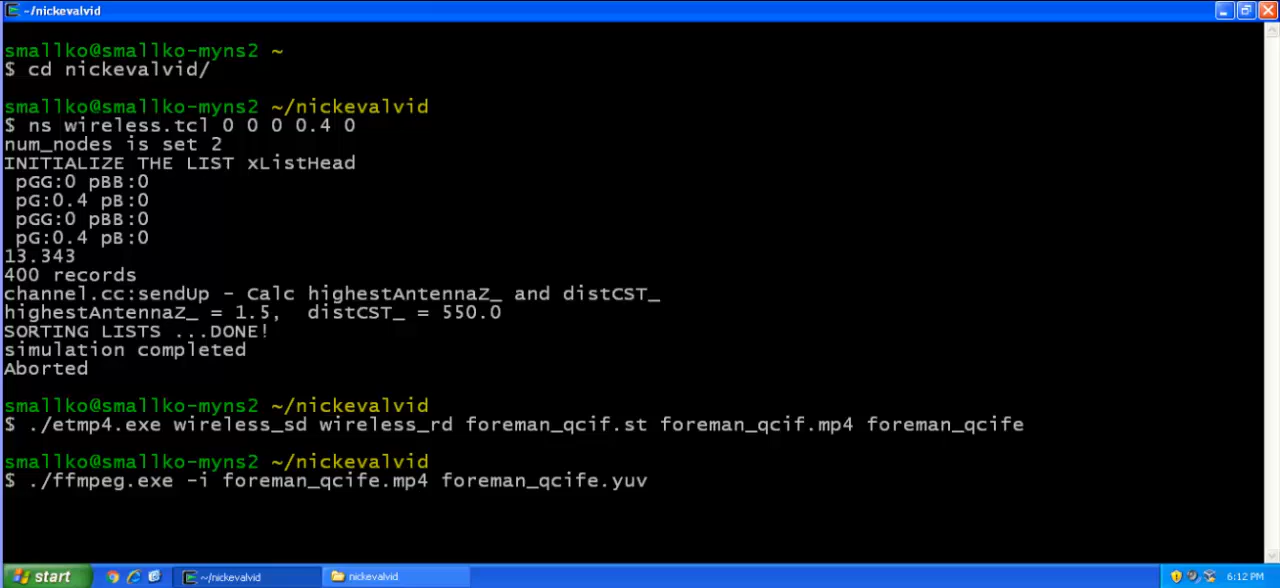 ~/nickevalvid
smallko@smallko-myns2 ~
$ cd nickevalvid/
smallko@smallko-myns2 ~/nickevalvid
$ ns wireless.tcl 0 0 0 0.4 0
num_nodes is set 2
INITIALIZE THE LIST xListHead
pGG:0 pBB:0
pG:0.4 pB:0
pGG:0 pBB:0
pG:0.4 pB:0
13.343
400 records
channel.cc:sendUp - Calc highestAntennaZ_ and distCST_
highestAntennaZ_ = 1.5,  distCST_ = 550.0
SORTING LISTS ...DONE!
simulation completed
Aborted
smallko@smallko-myns2 ~/nickevalvid
$ ./etmp4.exe wireless_sd wireless_rd foreman_qcif.st foreman_qcif.mp4 foreman_qcife
smallko@smallko-myns2 ~/nickevalvid
$ ./ffmpeg.exe -i foreman_qcife.mp4 foreman_qcife.yuv
start
~/nickevalvid
nickevalvid
6:12 PM